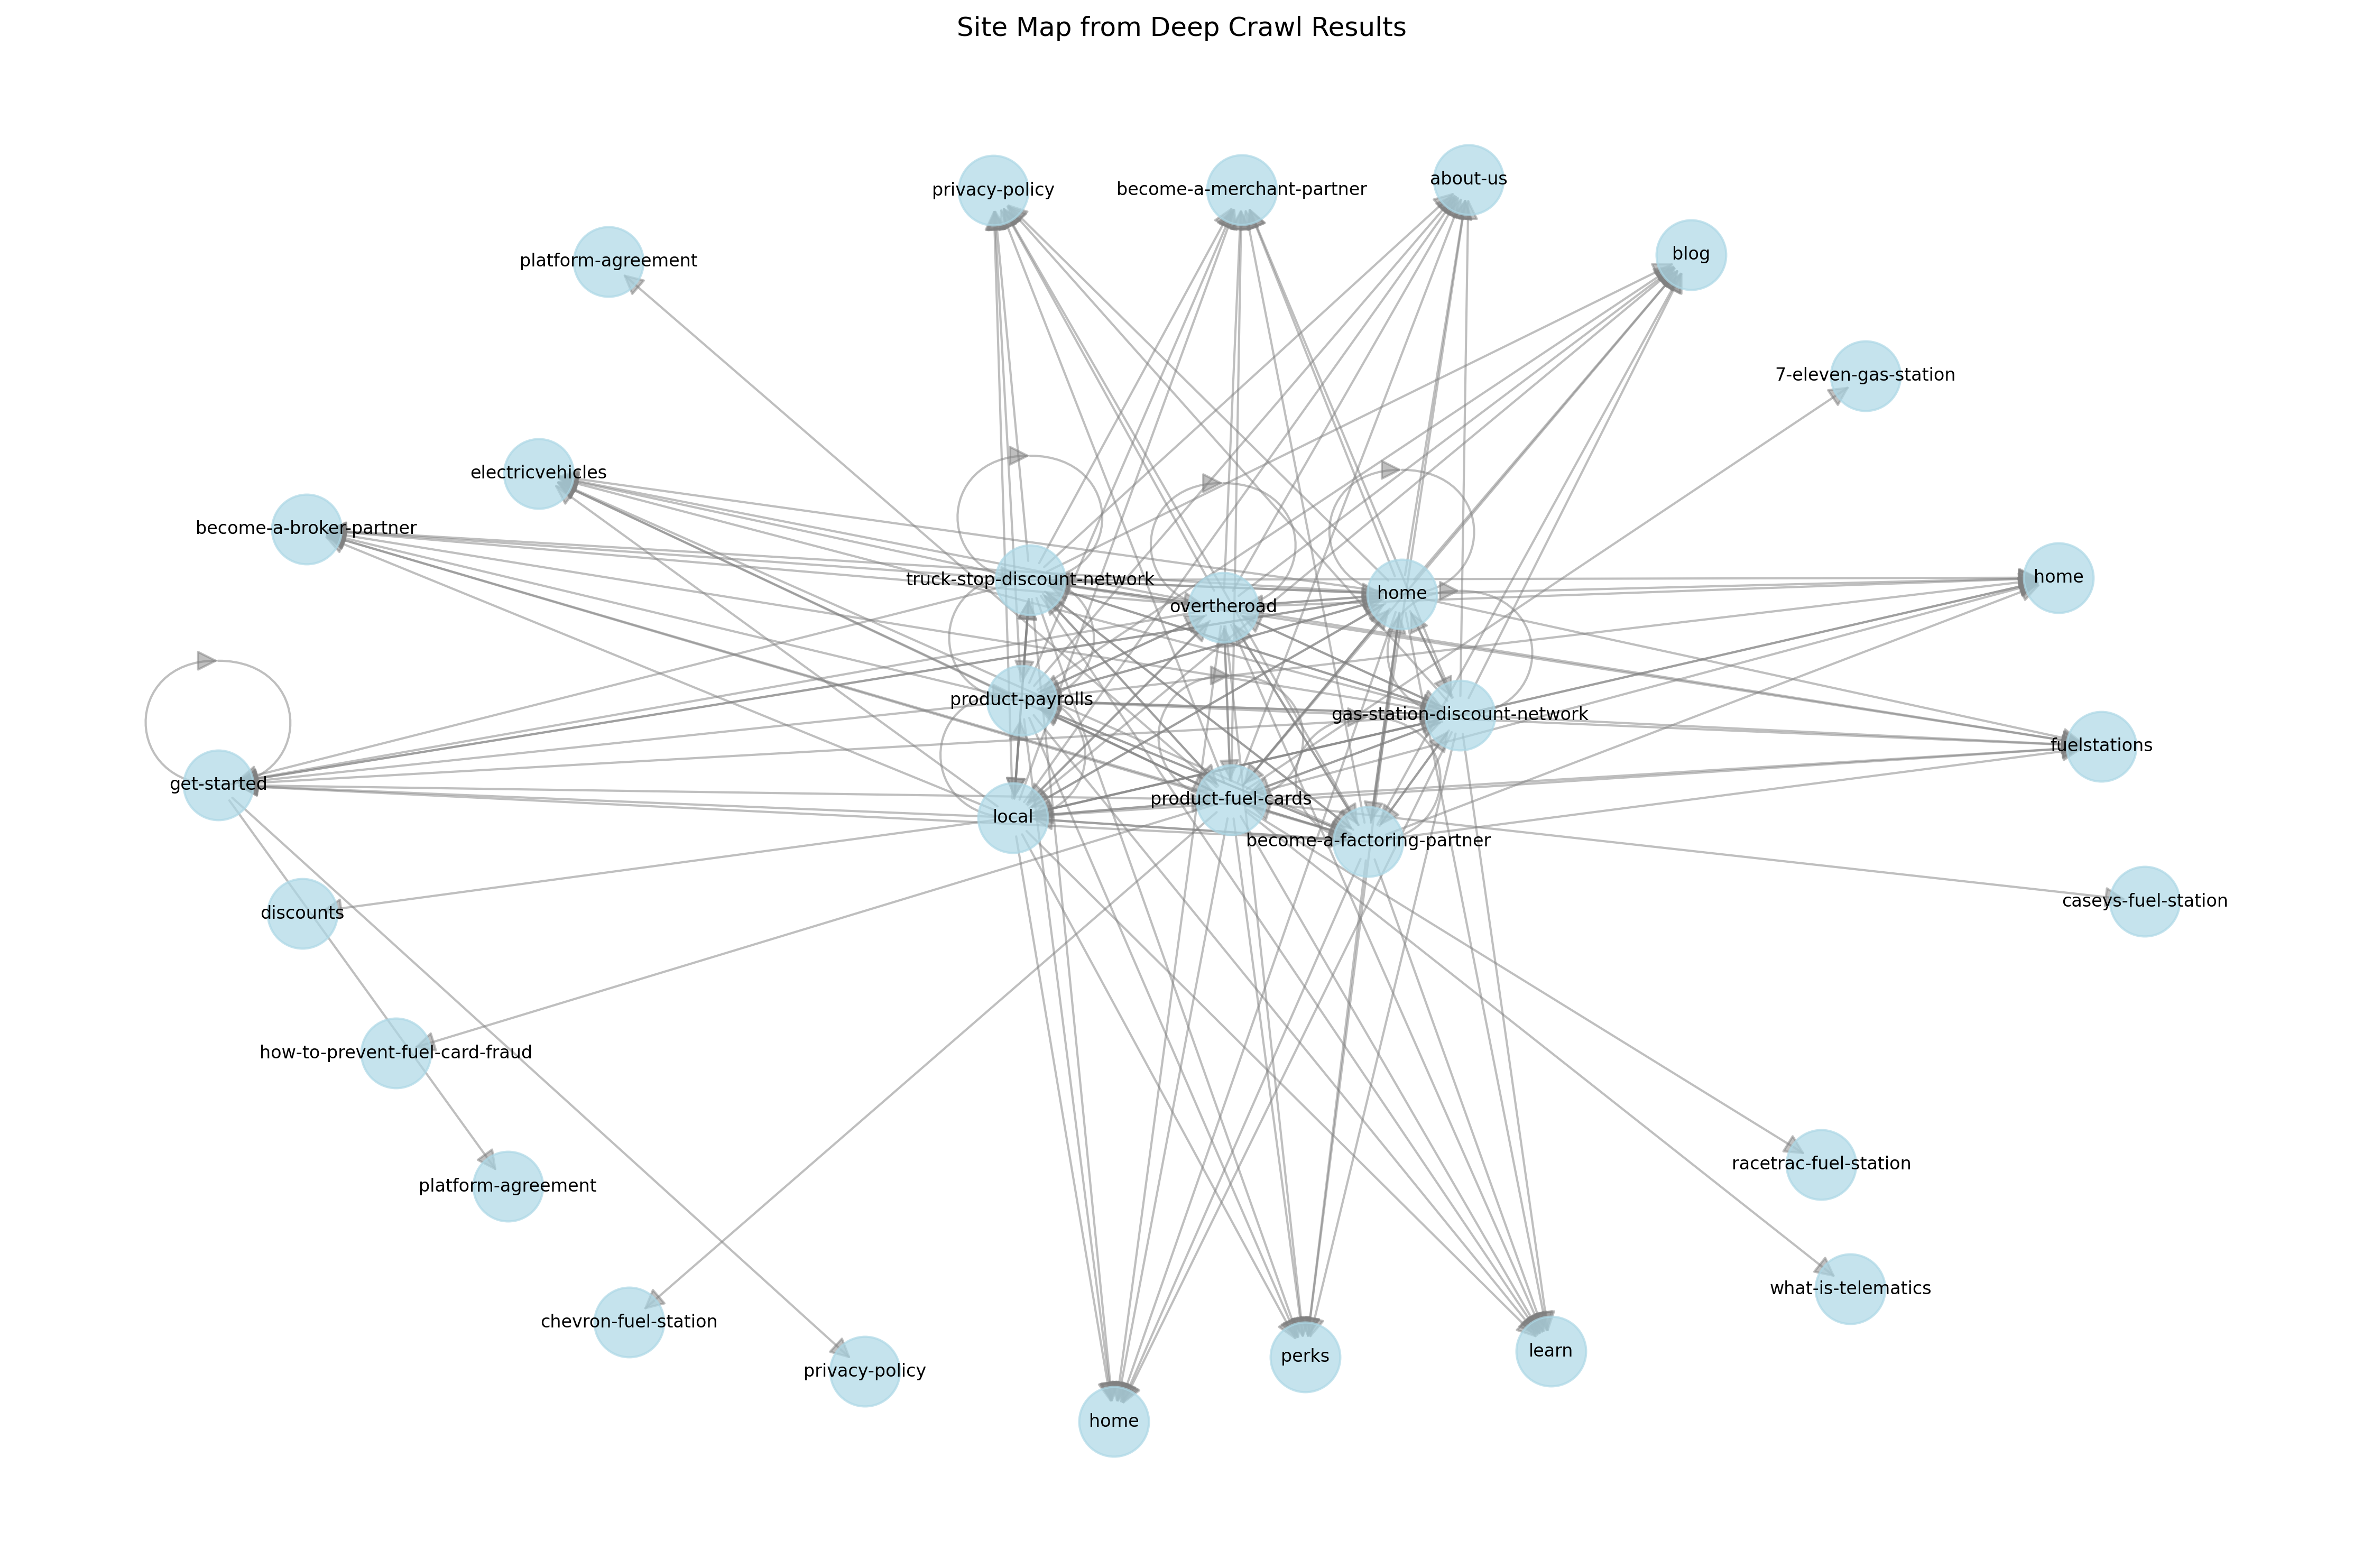 Site Map from Deep Crawl Results
privacy-policy
become-a-merchant-partner
about-us
blog
platform-agreement
7-eleven-gas-station
electricvehicles
become-a-broker-partner
truck-stop-discount-network
overtheroad
home
home
product-payrolls
gas-station-discount-network
fuelstations
get-started
local
product-fuel-cards
become-a-factoring-partner
discounts
caseys-fuel-station
how-to-prevent-fuel-card-fraud
racetrac-fuel-station
platform-agreement
what-is-telematics
chevron-fuel-station
privacy-policy
perks
learn
home